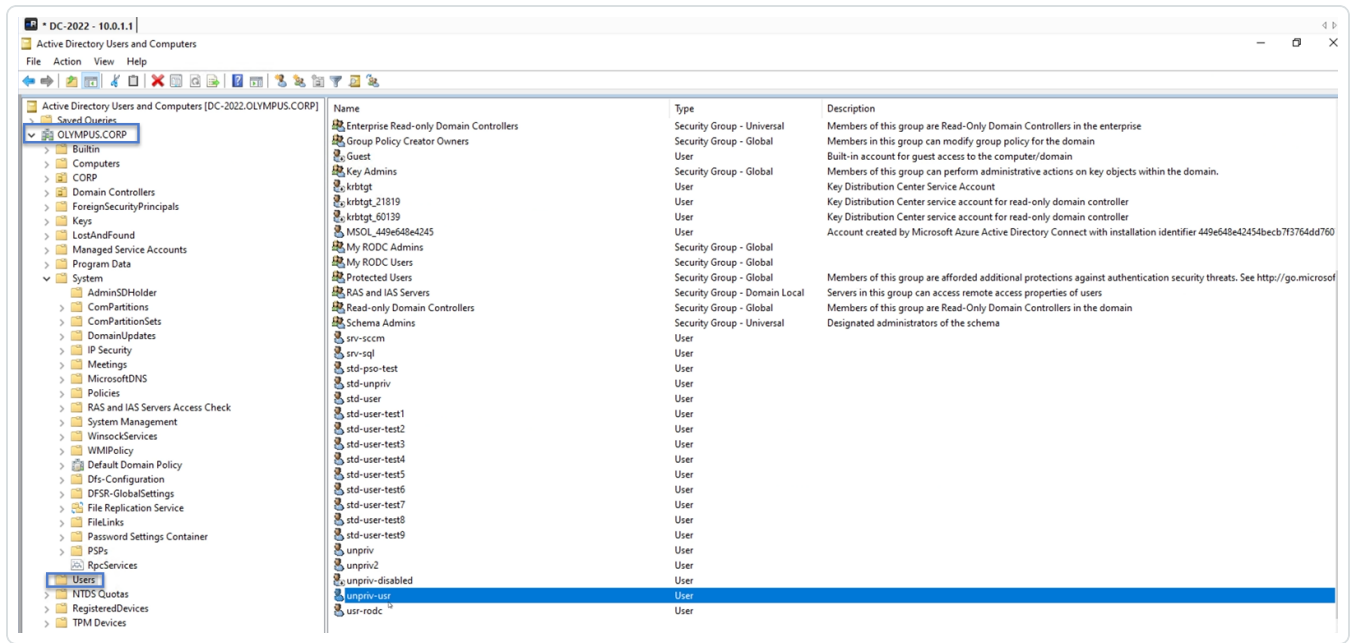 * DC-2022 - 10.0.1.1
Active Directory Users and Computers
File Action View Help
Active Directory Users and Computers [DC-2022.OLYMPUS.CORP]
Saved Queries
OLYMPUS.CORP
Builtin
Computers
CORP
Domain Controllers
ForeignSecurityPrincipals
Keys
LostAndFound
Managed Service Accounts
Program Data
System
AdminSDHolder
ComPartitions
ComPartitionSets
DomainUpdates
IP Security
Meetings
MicrosoftDNS
Policies
RAS and IAS Servers Access Check
System Management
WinsockServices
WMIPolicy
Default Domain Policy
Dfs-Configuration
DFSR-GlobalSettings
File Replication Service
FileLinks
Password Settings Container
PSPs
RpcServices
Users
NTDS Quotas
RegisteredDevices
TPM Devices
Name Type Description
Enterprise Read-only Domain Controllers Security Group - Universal Members of this group are Read-Only Domain Controllers in the enterprise
Group Policy Creator Owners Security Group - Global Members in this group can modify group policy for the domain
Guest User Built-in account for guest access to the computer/domain
Key Admins Security Group - Global Members of this group can perform administrative actions on key objects within the domain.
krbtgt User Key Distribution Center Service Account
krbtgt_21819 User Key Distribution Center service account for read-only domain controller
krbtgt_60139 User Key Distribution Center service account for read-only domain controller
MSOL_449e648e4245 User Account created by Microsoft Azure Active Directory Connect with installation identifier 449e648e42454becb7f3764dd760
My RODC Admins Security Group - Global
My RODC Users Security Group - Global
Protected Users Security Group - Global Members of this group are afforded additional protections against authentication security threats. See http://go.microsof
RAS and IAS Servers Security Group - Domain Local Servers in this group can access remote access properties of users
Read-only Domain Controllers Security Group - Global Members of this group are Read-Only Domain Controllers in the domain
Schema Admins Security Group - Universal Designated administrators of the schema
srv-sccm User
srv-sql User
std-pso-test User
std-unpriv User
std-user User
std-user-test1 User
std-user-test2 User
std-user-test3 User
std-user-test4 User
std-user-test5 User
std-user-test6 User
std-user-test7 User
std-user-test8 User
std-user-test9 User
unpriv User
unpriv2 User
unpriv-disabled User
unpriv-usr User
usr-rodc User